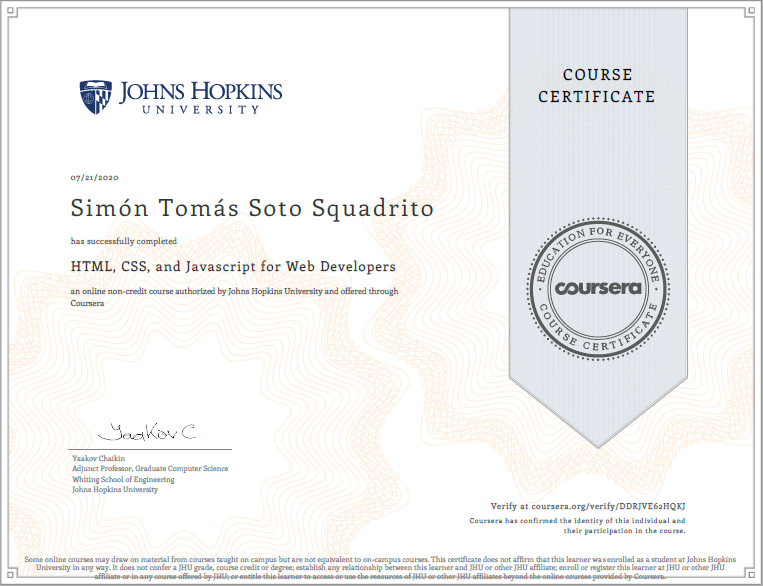 JOHNS HOPKINS
UNIVERSITY
COURSE
CERTIFICATE
07/21/2020
Simón Tomás Soto Squadrito
has successfully completed
HTML, CSS, and Javascript for Web Developers
an online non-credit course authorized by Johns Hopkins University and offered through
Coursera
EDUCATION FOR EVERYONE
coursera
COURSE CERTIFICATE
Yaakov C
Yaakov Chaikin
Adjunct Professor, Graduate Computer Science
Whiting School of Engineering
Johns Hopkins University
Verify at coursera.org/verify/DDRJVE62HQKJ
Coursera has confirmed the identity of this individual and
their participation in the course.
Some online courses may draw on material from courses taught on campus but are not equivalent to on-campus courses. This certificate does not affirm that this learner was enrolled as a student at Johns Hopkins
University in any way. It does not confer a JHU grade, course credit or degree; establish any relationship between this learner and JHU or other JHU affiliate; enroll or register this learner at JHU or other JHU
affiliate or in any course offered by JHU; or entitle this learner to access or use the resources of JHU or other JHU affiliates beyond the online courses provided by Coursera.